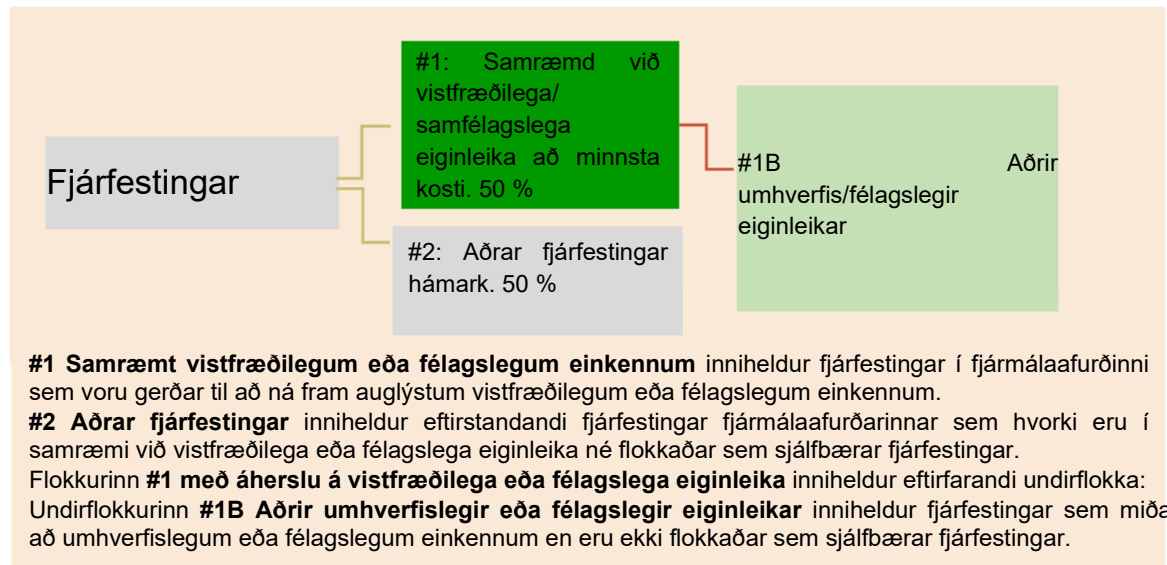 Fjárfestingar
#1: Samræmd við
vistfræðilega/
samfélagslega
eiginleika að minnsta
kosti. 50 %
#2: Aðrar fjárfestingar
hámark. 50 %
#1B Aðrir
umhverfis/félagslegir
eiginleikar
#1 Samræmt vistfræðilegum eða félagslegum einkennum inniheldur fjárfestingar í fjármálaafurðinni
sem voru gerðar til að ná fram auglýstum vistfræðilegum eða félagslegum einkennum.
#2 Aðrar fjárfestingar inniheldur eftirstandandi fjárfestingar fjármálaafurðarinnar sem hvorki eru í
samræmi við vistfræðilega eða félagslega eiginleika né flokkaðar sem sjálfbærar fjárfestingar.
Flokkurinn #1 með áherslu á vistfræðilega eða félagslega eiginleika inniheldur eftirfarandi undirflokka:
Undirflokkurinn #1B Aðrir umhverfislegir eða félagslegir eiginleikar inniheldur fjárfestingar sem miða
að umhverfislegum eða félagslegum einkennum en eru ekki flokkaðar sem sjálfbærar fjárfestingar.